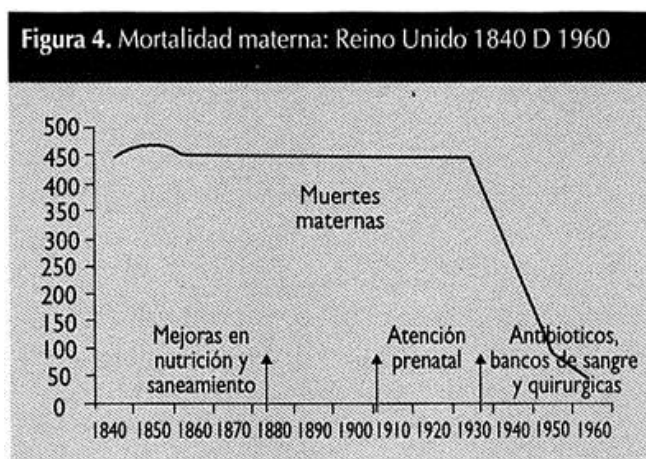 Figura 4. Mortalidad materna: Reino Unido 1840 D 1960
500
450
400
350
300
250
200
150
100
50
0
Muertes
maternas
Mejoras en
nutrición y
saneamiento
Atención
prenatal
Antibioticos,
bancos de sangre
y quirurgicas
1840 1850 1860 1870 1880 1890 1900 1910 1920 1930 1940 1950 1960